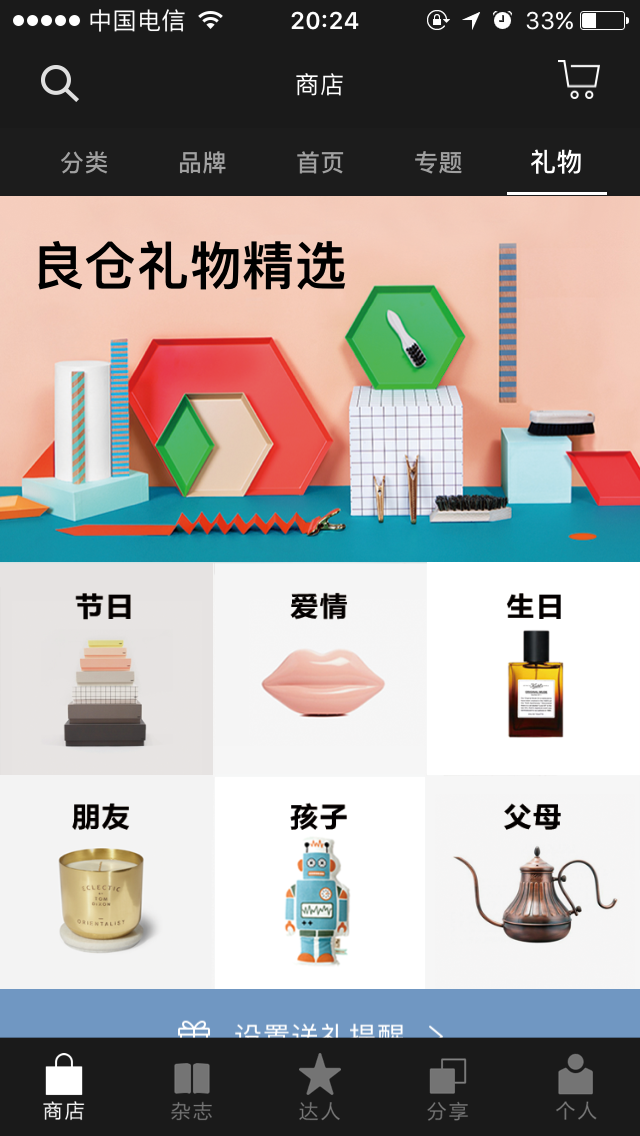 中国电信 20:24 33%
商店
分类 品牌 首页 专题 礼物
良仓礼物精选
节日 爱情 生日
朋友 孩子 父母
ECLECTIC
BY
TOM
DIXON
ORIENTALIST
设置送礼提醒
商店 杂志 达人 分享 个人